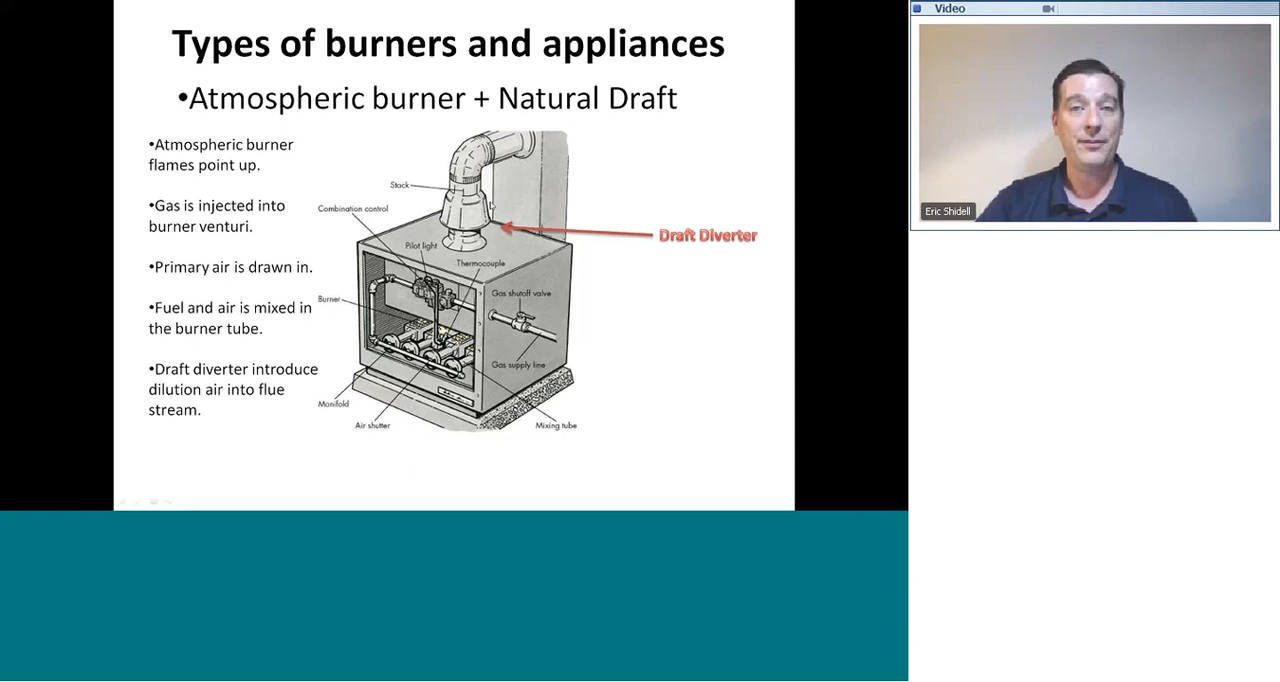 Types of burners and appliances
•Atmospheric burner + Natural Draft
•Atmospheric burner
flames point up.
•Gas is injected into
burner venturi.
•Primary air is drawn in.
•Fuel and air is mixed in
the burner tube.
•Draft diverter introduce
dilution air into flue
stream.
Stack
Combination control
Pilot light
Thermocouple
Burner
Gas shutoff valve
Gas supply line
Manifold
Air shutter
Mixing tube
Draft Diverter
Video
Eric Shidell